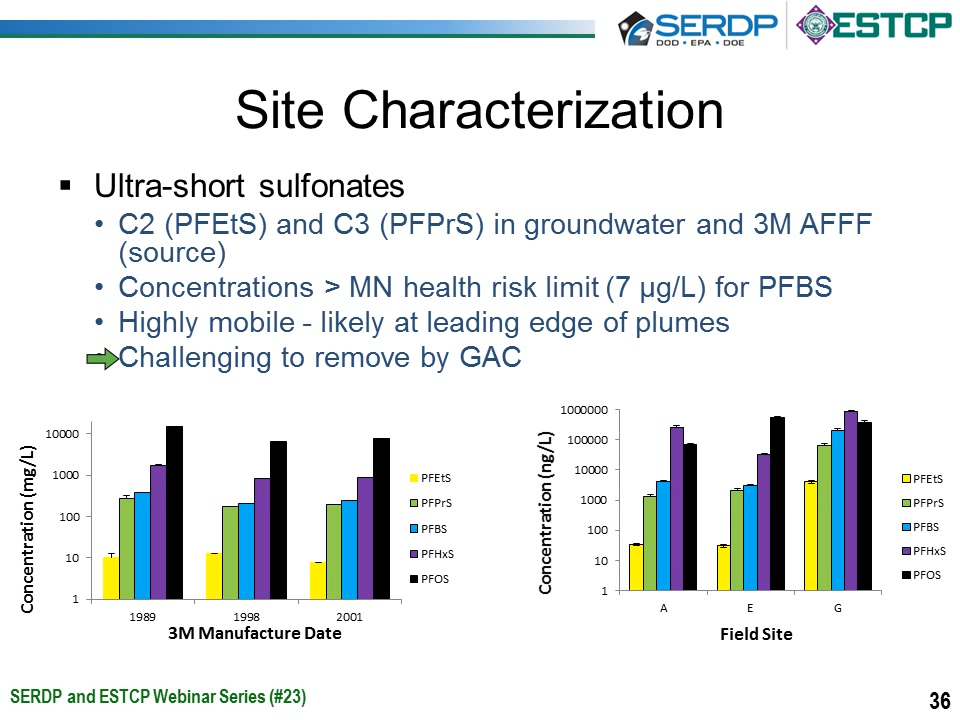 SERDP
DOD • EPA • DOE
ESTCP
Site Characterization
▪ Ultra-short sulfonates
• C2 (PFEtS) and C3 (PFPrS) in groundwater and 3M AFFF
(source)
• Concentrations > MN health risk limit (7 µg/L) for PFBS
• Highly mobile - likely at leading edge of plumes
Challenging to remove by GAC
Concentration (mg/L)
10000
1000
100
10
1
1989
1998
2001
3M Manufacture Date
PFEtS
PFPrS
PFBS
PFHxS
PFOS
Concentration (ng/L)
1000000
100000
10000
1000
100
10
1
A
E
G
Field Site
PFEtS
PFPrS
PFBS
PFHxS
PFOS
SERDP and ESTCP Webinar Series (#23)
36